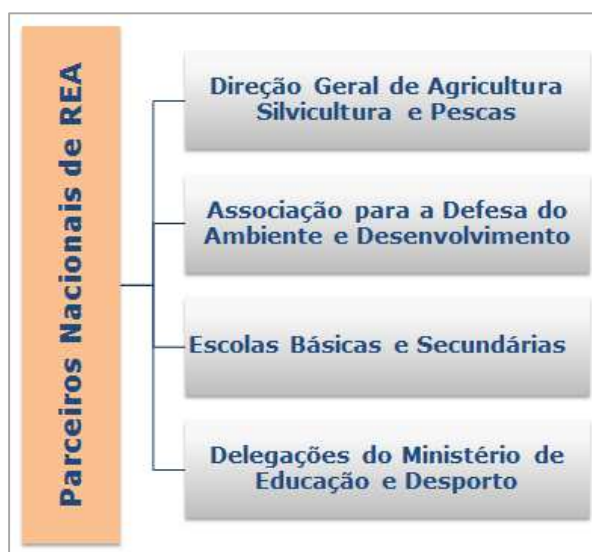 Parceiros Nacionais de REA
Direção Geral de Agricultura
Silvicultura e Pescas
Associação para a Defesa do
Ambiente e Desenvolvimento
Escolas Básicas e Secundárias
Delegações do Ministério de
Educação e Desporto